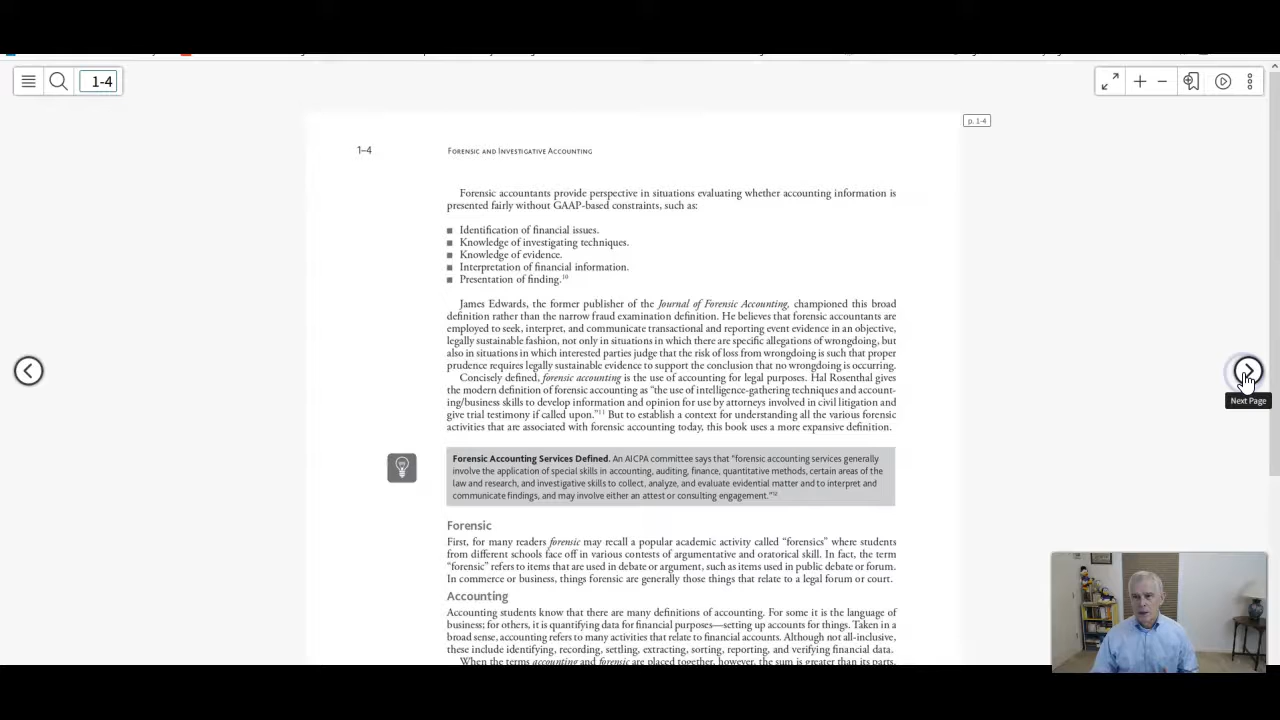 1-4
p. 1-4
1–4 Forensic and Investigative Accounting
Forensic accountants provide perspective in situations evaluating whether accounting information is
presented fairly without GAAP-based constraints, such as:
■ Identification of financial issues.
■ Knowledge of investigating techniques.
■ Knowledge of evidence.
■ Interpretation of financial information.
■ Presentation of finding.10
James Edwards, the former publisher of the Journal of Forensic Accounting, championed this broad
definition rather than the narrow fraud examination definition. He believes that forensic accountants are
employed to seek, interpret, and communicate transactional and reporting event evidence in an objective,
legally sustainable fashion, not only in situations in which there are specific allegations of wrongdoing, but
also in situations in which interested parties judge that the risk of loss from wrongdoing is such that proper
prudence requires legally sustainable evidence to support the conclusion that no wrongdoing is occurring.
Concisely defined, forensic accounting is the use of accounting for legal purposes. Hal Rosenthal gives
the modern definition of forensic accounting as “the use of intelligence-gathering techniques and account-
ing/business skills to develop information and opinion for use by attorneys involved in civil litigation and
give trial testimony if called upon.”11 But to establish a context for understanding all the various forensic
activities that are associated with forensic accounting today, this book uses a more expansive definition.
Next Page
Forensic Accounting Services Defined. An AICPA committee says that “forensic accounting services generally
involve the application of special skills in accounting, auditing, finance, quantitative methods, certain areas of the
law and research, and investigative skills to collect, analyze, and evaluate evidential matter and to interpret and
communicate findings, and may involve either an attest or consulting engagement.”12
Forensic
First, for many readers forensic may recall a popular academic activity called “forensics” where students
from different schools face off in various contests of argumentative and oratorical skill. In fact, the term
“forensic” refers to items that are used in debate or argument, such as items used in public debate or forum.
In commerce or business, things forensic are generally those things that relate to a legal forum or court.
Accounting
Accounting students know that there are many definitions of accounting. For some it is the language of
business; for others, it is quantifying data for financial purposes—setting up accounts for things. Taken in a
broad sense, accounting refers to many activities that relate to financial accounts. Although not all-inclusive,
these include identifying, recording, settling, extracting, sorting, reporting, and verifying financial data.
When the terms accounting and forensic are placed together, however, the sum is greater than its parts.